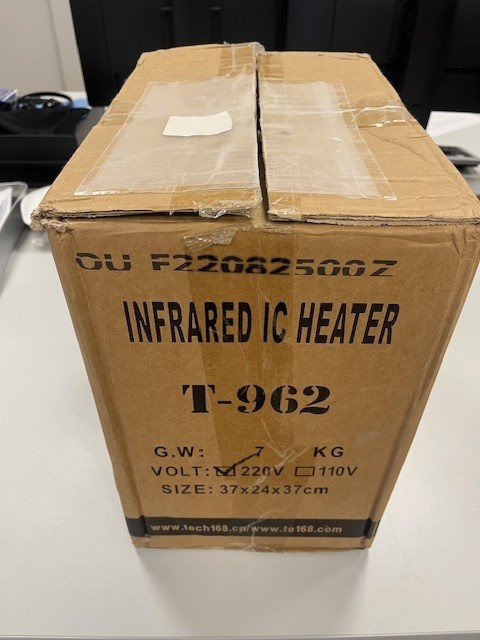 OU F22082500Z
INFRARED IC HEATER
T-962
G.W: 7 KG
VOLT: ☑220V ☐110V
SIZE: 37x24x37cm
www.tech168.cn/www.te168.com